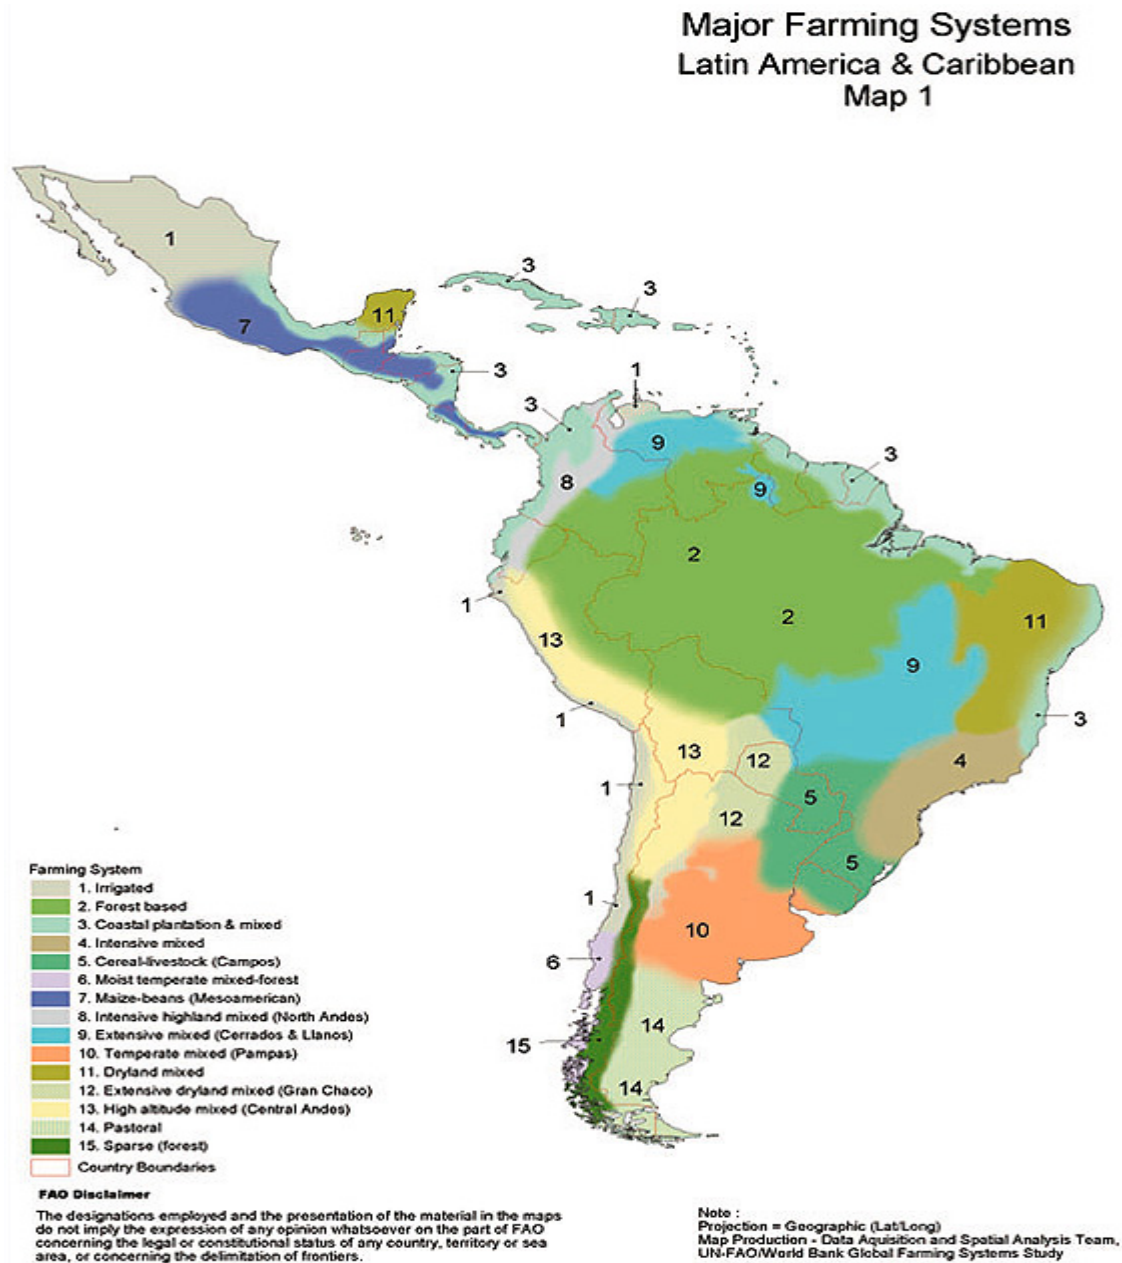 Major Farming Systems
Latin America & Caribbean
Map 1
1
7
11
3
3
3
1
3
8
9
9
3
2
2
1
13
11
9
1
3
13
12
4
1
5
12
5
1
10
6
14
15
14
Farming System
1. Irrigated
2. Forest based
3. Coastal plantation & mixed
4. Intensive mixed
5. Cereal-livestock (Campos)
6. Moist temperate mixed-forest
7. Maize-beans (Mesoamerican)
8. Intensive highland mixed (North Andes)
9. Extensive mixed (Cerrados & Llanos)
10. Temperate mixed (Pampas)
11. Dryland mixed
12. Extensive dryland mixed (Gran Chaco)
13. High altitude mixed (Central Andes)
14. Pastoral
15. Sparse (forest)
Country Boundaries
FAO Disclaimer
The designations employed and the presentation of the material in the maps
do not imply the expression of any opinion whatsoever on the part of FAO
concerning the legal or constitutional status of any country, territory or sea
area, or concerning the delimitation of frontiers.
Note :
Projection = Geographic (Lat/Long)
Map Production - Data Aquisition and Spatial Analysis Team,
UN-FAO/World Bank Global Farming Systems Study